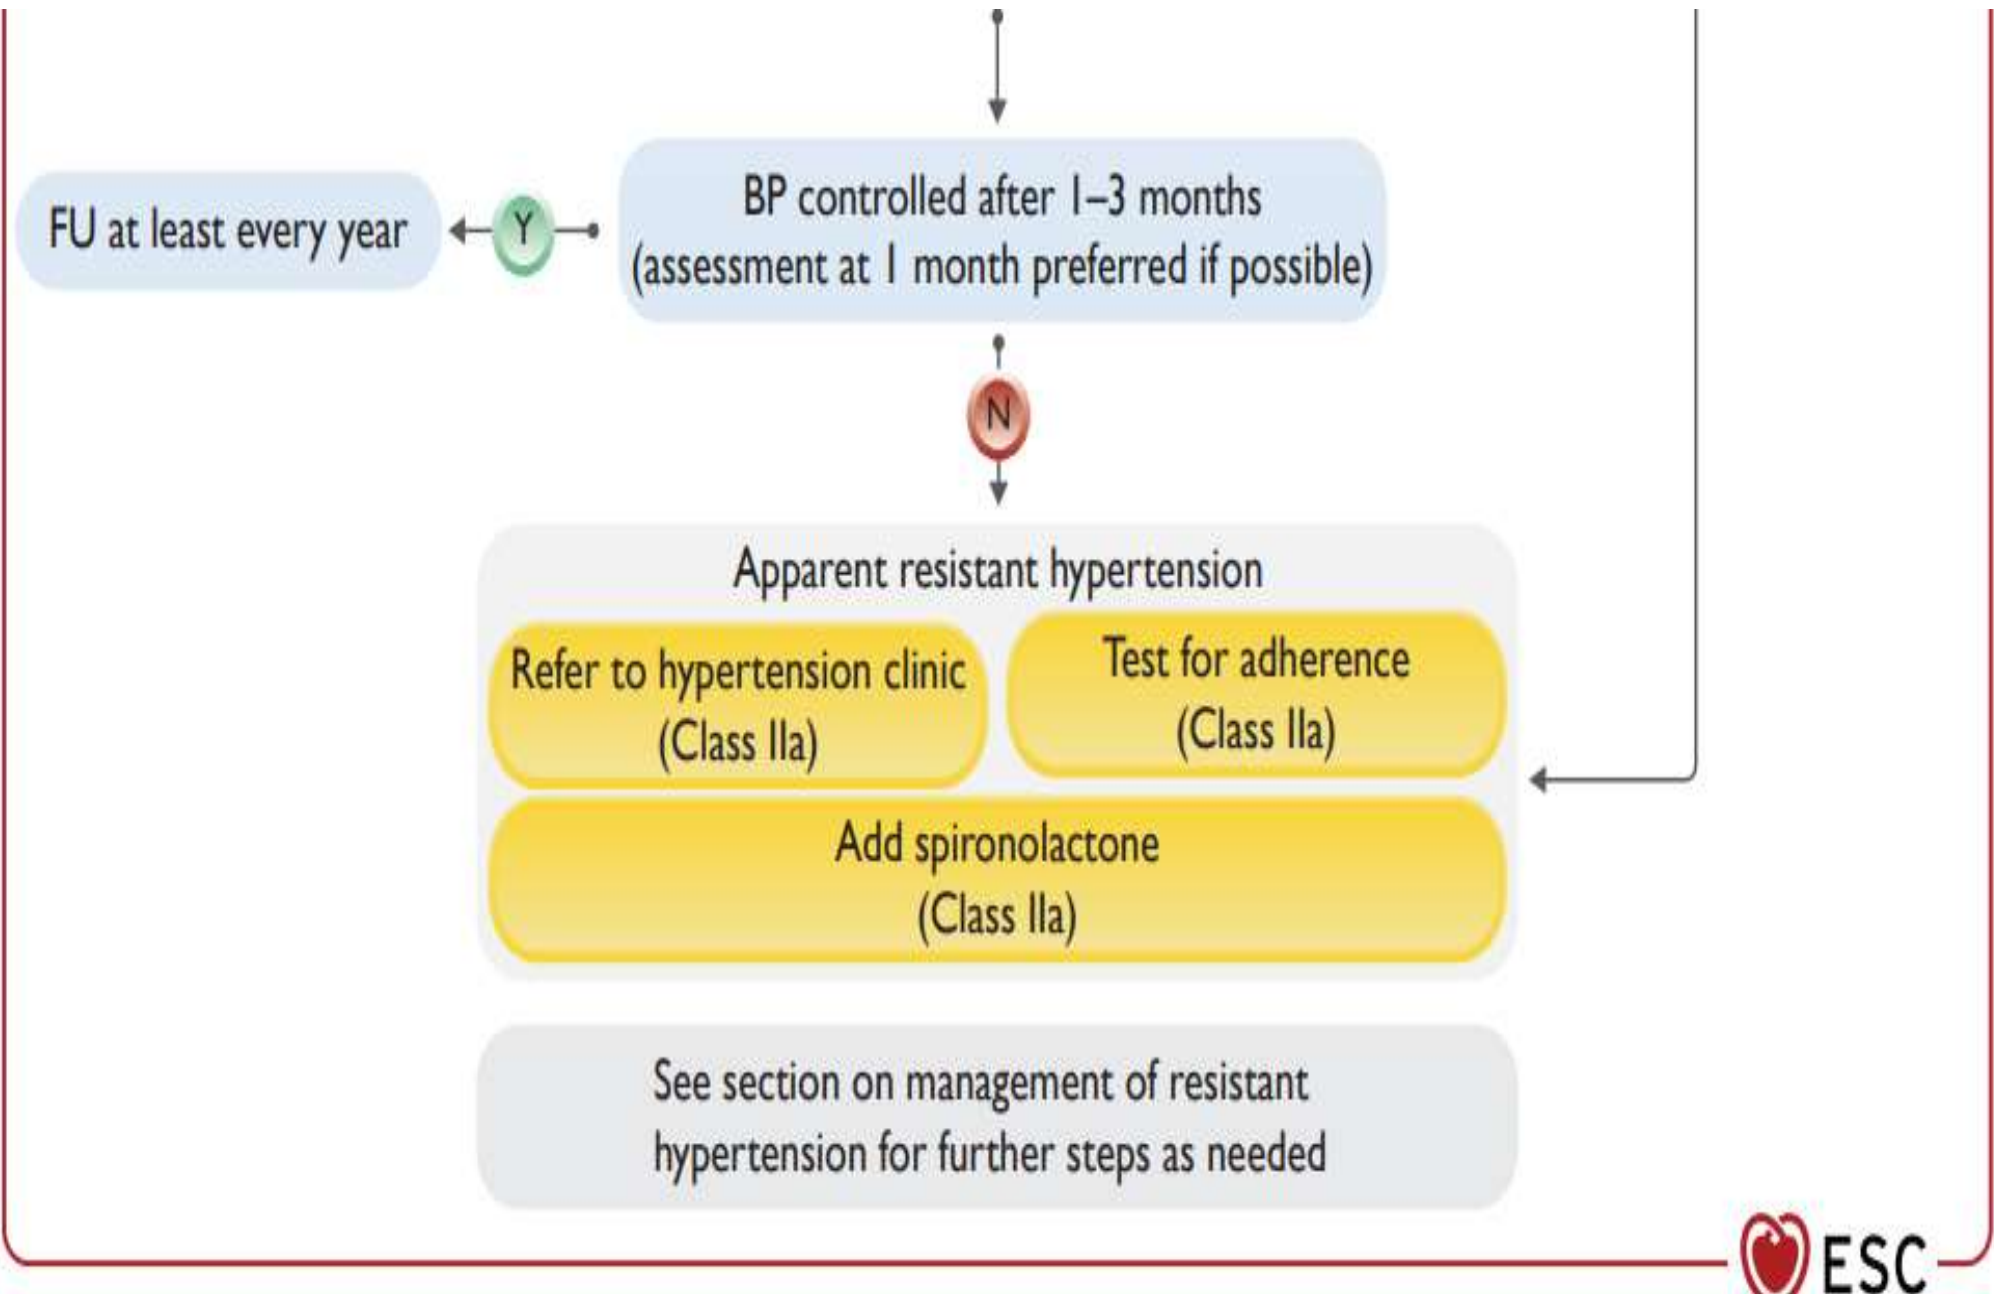 BP controlled after 1–3 months
(assessment at 1 month preferred if possible)
Y
FU at least every year
N
Apparent resistant hypertension
Refer to hypertension clinic
(Class IIa)
Test for adherence
(Class IIa)
Add spironolactone
(Class IIa)
See section on management of resistant
hypertension for further steps as needed
ESC